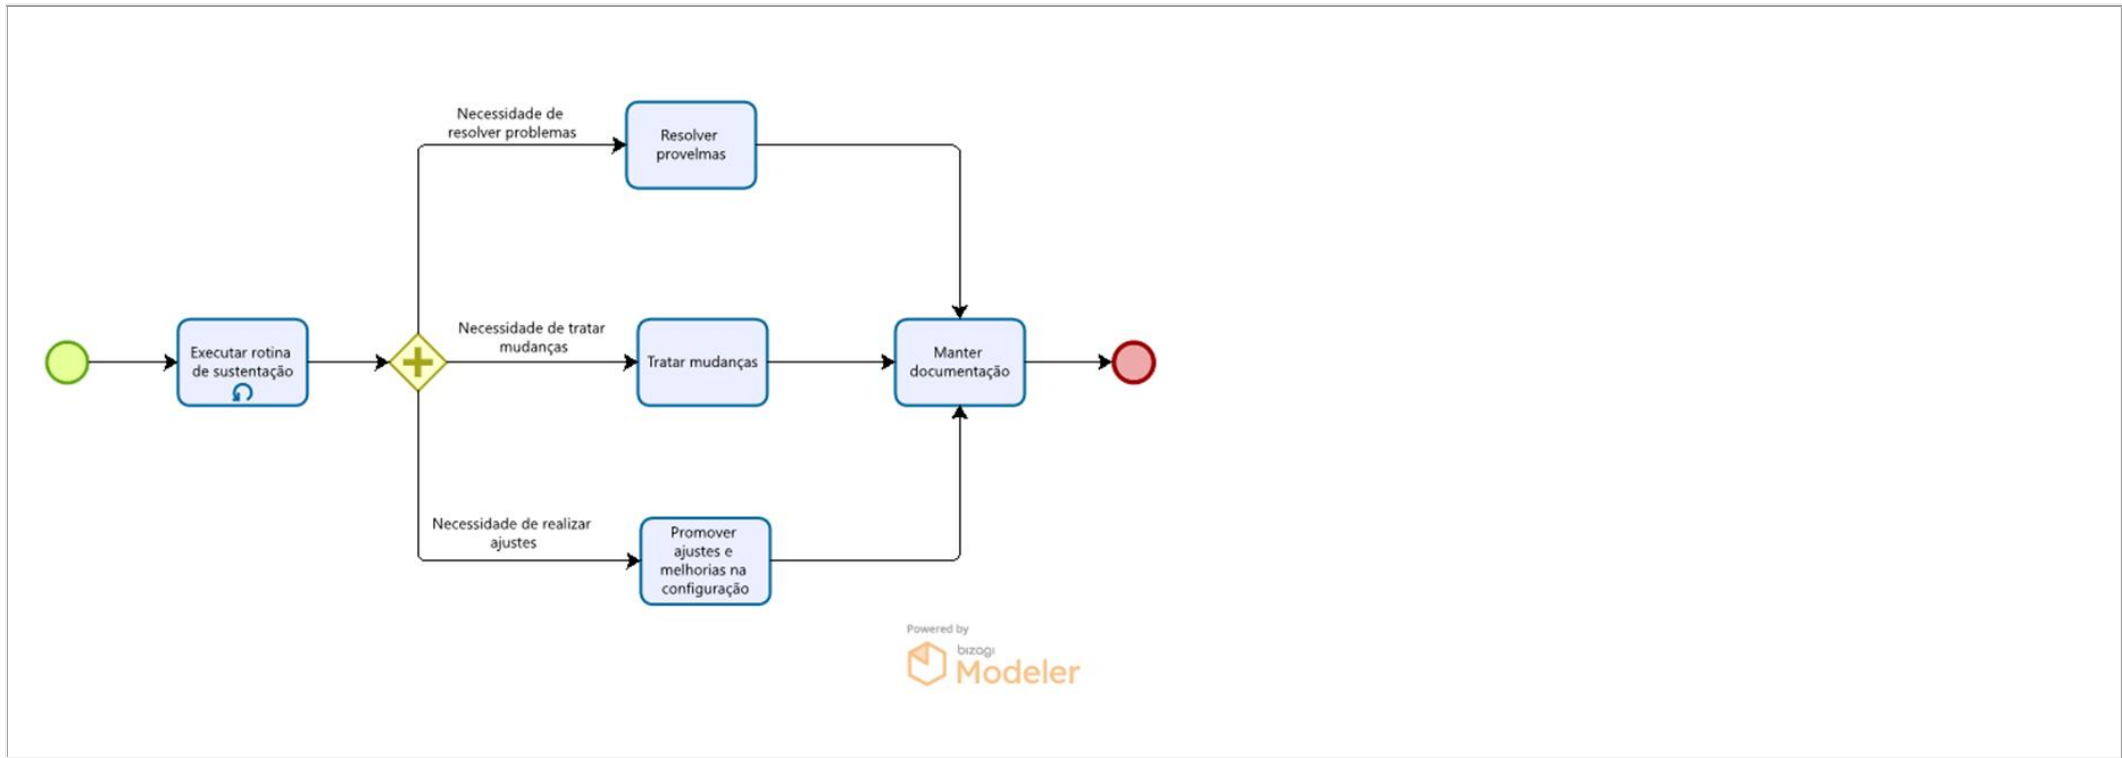 Necessidade de
resolver problemas
Resolver
provelmas
Executar rotina
de sustentação
Necessidade de tratar
mudanças
Tratar mudanças
Manter
documentação
Necessidade de realizar
ajustes
Promover
ajustes e
melhorias na
configuração
Powered by
bizagi
Modeler